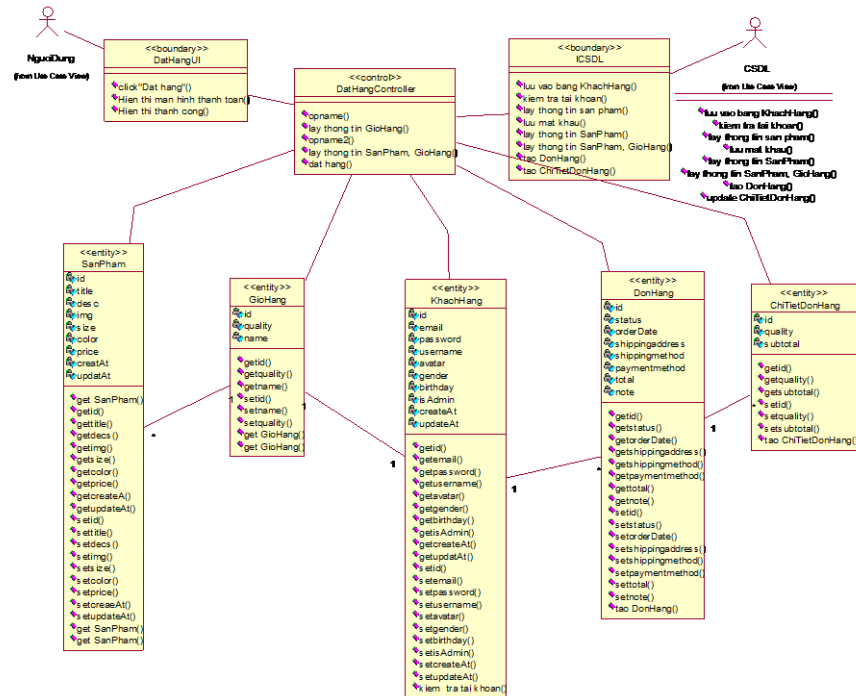 NguoiDung
(from Use Case View)
<<boundary>>
DatHangUI
click"Dat hang"()
Hien thi man hinh thanh toan()
Hien thi thanh cong()
<<control>>
DatHangController
opname()
lay thong tin GioHang()
opname2()
lay thong tin SanPham, GioHang()
dat hang()
<<boundary>>
ICSDL
luu vao bang KhachHang()
kiem tra tai khoan()
lay thong tin san pham()
luu mat khau()
lay thong tin SanPham()
lay thong tin SanPham, GioHang()
tao DonHang()
tao ChiTietDonHang()
CSDL
(from Use Case View)
luu vao bang KhachHang()
kiem tra tai khoan()
lay thong tin san pham()
luu mat khau()
lay thong tin SanPham()
lay thong tin SanPham, GioHang()
tao DonHang()
update ChiTietDonHang()
<<entity>>
SanPham
id
title
desc
img
size
color
price
creatAt
updatAt
get SanPham()
getid()
gettitle()
getdecs()
getimg()
getsize()
getcolor()
getprice()
getcreateA()
getupdateAt()
setid()
settitle()
setdecs()
setimg()
setsize()
setcolor()
setprice()
setcreaeAt()
setupdateAt()
get SanPham()
get SanPham()
<<entity>>
GioHang
id
quality
name
getid()
getquality()
getname()
setid()
setname()
setquality()
get GioHang()
get GioHang()
<<entity>>
KhachHang
id
email
password
username
avatar
gender
birthday
isAdmin
createAt
updateAt
getid()
getemail()
getpassword()
getusername()
getavatar()
getgender()
getbirthday()
getisAdmin()
getcreateAt()
getupdatAt()
setid()
setemail()
setpassword()
setusername()
setavatar()
setgender()
setbirthday()
setisAdmin()
setcreateAt()
setupdateAt()
kiem tra tai khoan()
<<entity>>
DonHang
id
status
orderDate
shippingaddress
shippingmethod
paymentmethod
total
note
getid()
getstatus()
getorderDate()
getshippingaddress()
getshippingmethod()
getpaymentmethod()
gettotal()
getnote()
setid()
setstatus()
setorderDate()
setshippingaddress()
setshippingmethod()
setpaymentmethod()
settotal()
setnote()
tao DonHang()
<<entity>>
ChiTietDonHang
id
quality
subtotal
getid()
getquality()
getsubtotal()
setid()
setquality()
setsubtotal()
tao ChiTietDonHang()
1
*
1
1
1
*
1
*